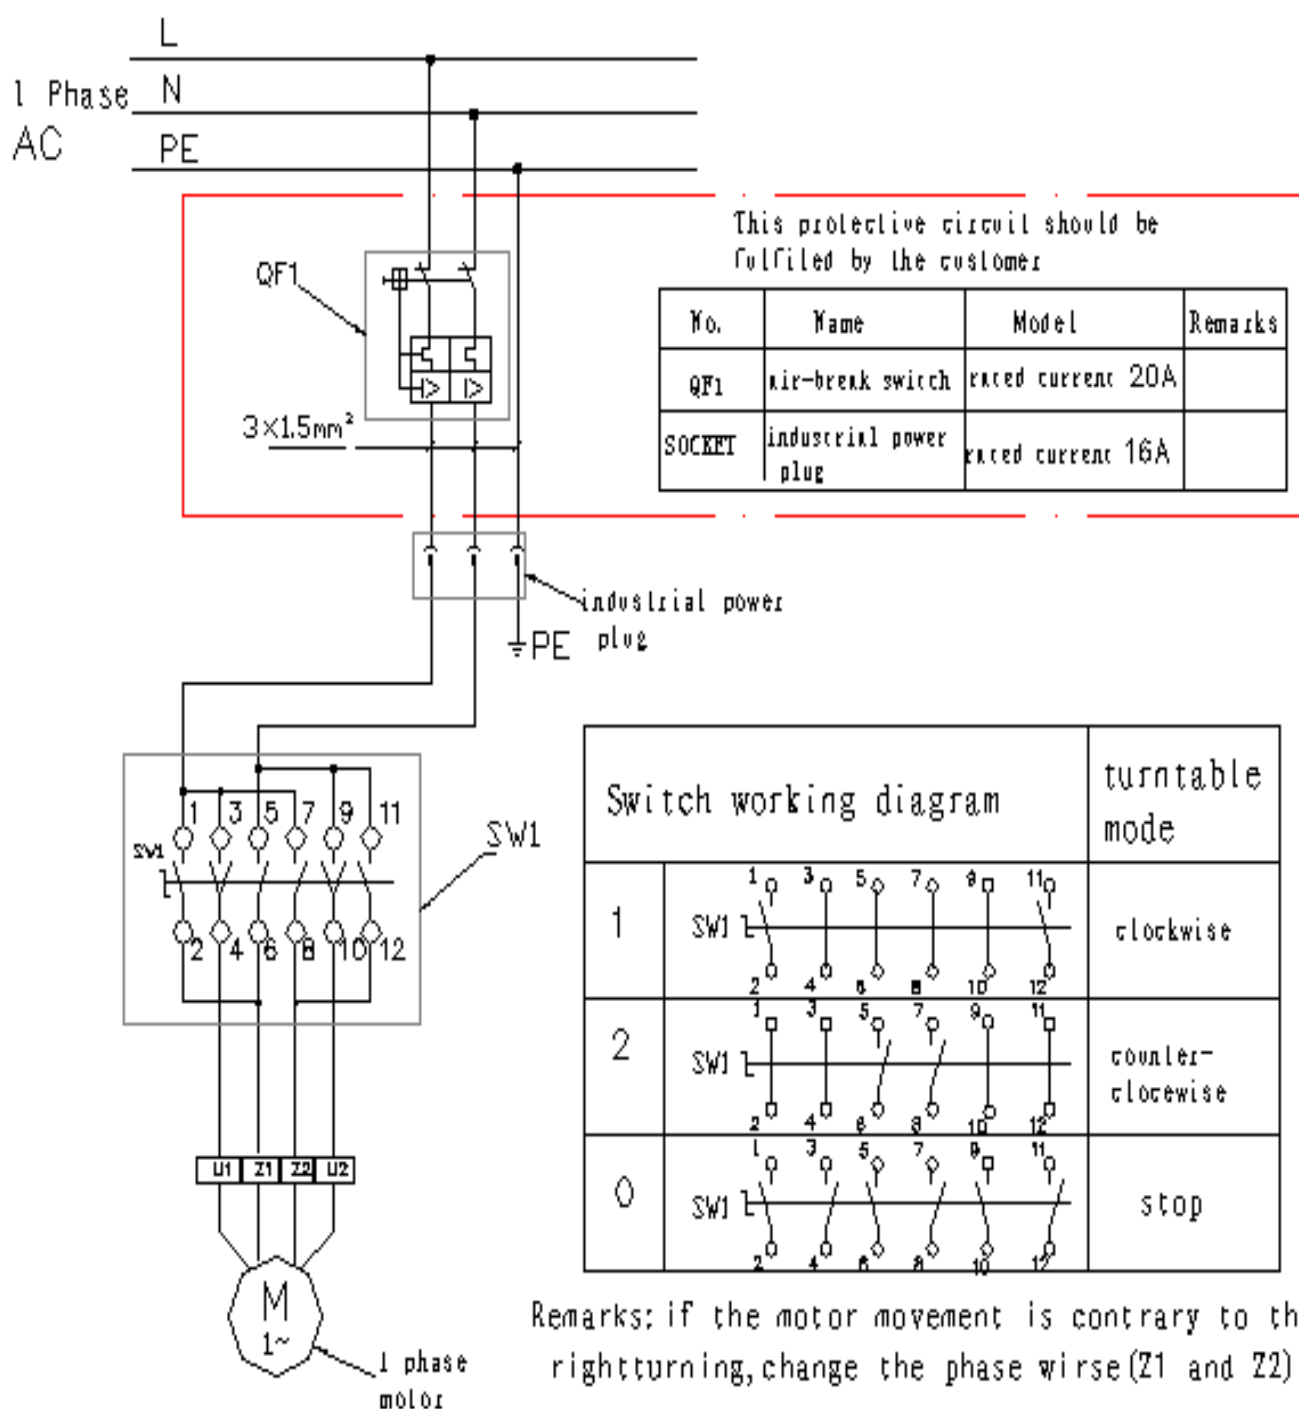 L
1 Phase
N
AC
PE
This protective circuit should be
fulfiled by the customer
QF1
No. Name Model Remarks
QF1 air-break switch rated current 20A
SOCKET industrial power plug rated current 16A
3×1.5mm²
industrial power
plug
PE
Switch working diagram
turntable
mode
1 3 5 7 9 11
SW1
SW1
2 4 6 8 10 12
1 3 5 7 9 11
1 SW1 clockwise
2 4 6 8 10 12
1 3 5 7 9 11
2 SW1 counter-
clocewise
2 4 6 8 10 12
1 3 5 7 9 11
0 SW1 stop
2 4 6 8 10 12
U1 Z1 Z2 U2
M
1~
1 phase
motor
Remarks: if the motor movement is contrary to th
rightturning, change the phase wirse (Z1 and Z2)